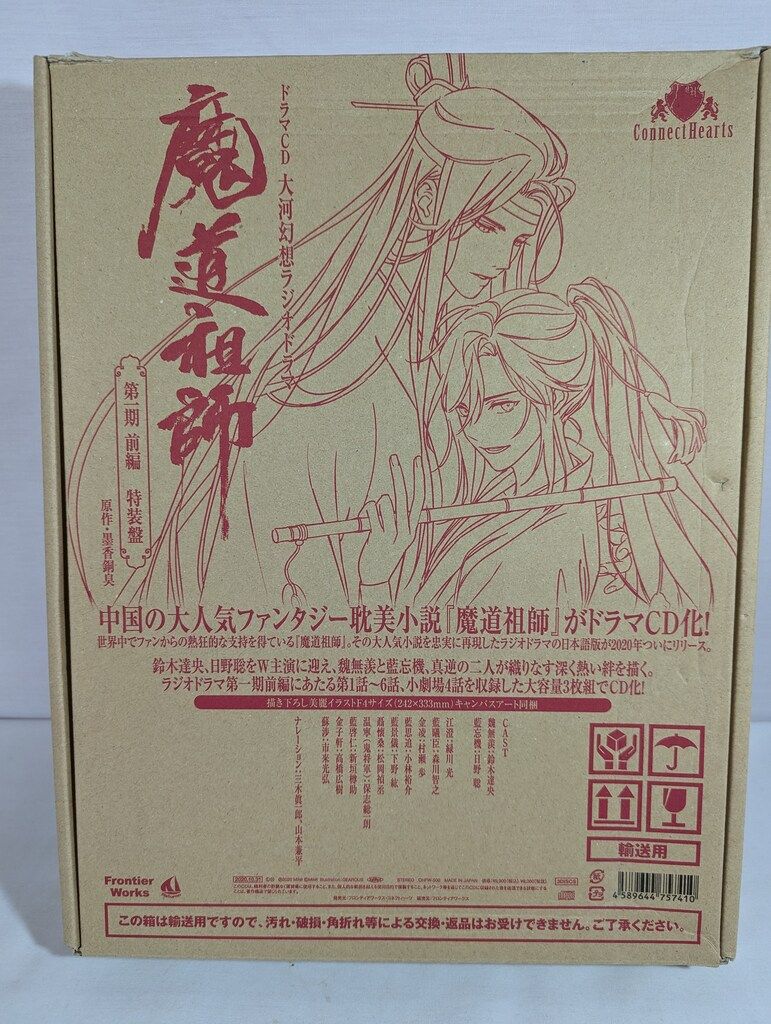 ConnectHearts
ドラマCD 大河幻想ラジオドラマ
魔道祖師
第一期 前編 特装盤
原作・墨香銅臭
中国の大人気ファンタジー耽美小説『魔道祖師』がドラマCD化!
世界中でファンからの熱狂的な支持を得ている『魔道祖師』。その大人気小説を忠実に再現したラジオドラマの日本語版が2020年ついにリリース。
鈴木達央、日野聡をW主演に迎え、魏無羨と藍忘機、真逆の二人が織りなす深く熱い絆を描く。
ラジオドラマ第一期前編にあたる第1話〜6話、小劇場4話を収録した大容量3枚組でCD化!
描き下ろし美麗イラストF4サイズ(242×333mm)キャンバスアート同梱
CAST
魏無羨:鈴木達央
藍忘機:日野 聡
江澄:緑川 光
藍曦臣:森川智之
金凌:村瀬 歩
藍思追:小林裕介
藍景儀:下野 紘
聶懐桑:松岡禎丞
温寧(鬼将軍):保志総一朗
藍啓仁:新垣樽助
金子軒:高橋広樹
蘇渉:市来光弘
ナレーション:三木眞一郎、山本兼平
輸送用
Frontier Works
2020.10.31
STEREO
MADE IN JAPAN
3DISCS
紙
4589644757410
この箱は輸送用ですので、汚れ・破損・角折れ等による交換・返品はお受けできません。ご了承ください。